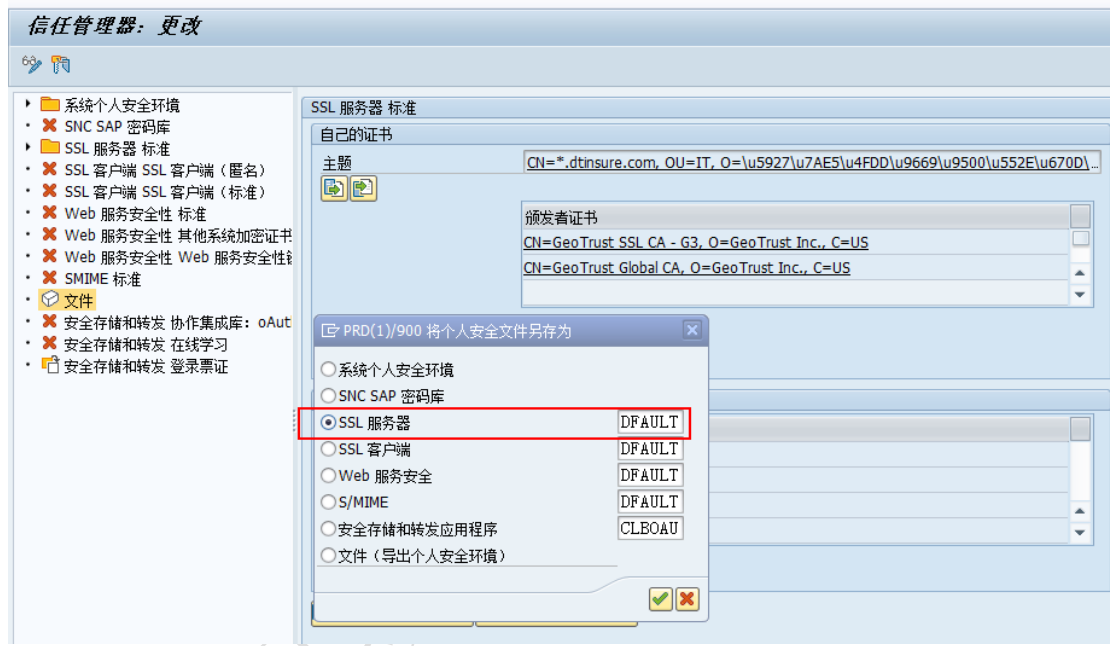 信任管理器: 更改
系统个人安全环境
SNC SAP 密码库
SSL 服务器 标准
SSL 客户端 SSL 客户端 (匿名)
SSL 客户端 SSL 客户端 (标准)
Web 服务安全性 标准
Web 服务安全性 其他系统加密证书
Web 服务安全性 Web 服务安全性
SMIME 标准
文件
安全存储和转发 协作集成库: oAut
安全存储和转发 在线学习
安全存储和转发 登录票证
SSL 服务器 标准
自己的证书
主题
CN=*.dtinsure.com, OU=IT, O=\u5927\u7AE5\u4FDD\u9669\u9500\u552E\u670D\...
颁发者证书
CN=GeoTrust SSL CA - G3, O=GeoTrust Inc., C=US
CN=GeoTrust Global CA, O=GeoTrust Inc., C=US
PRD(1)/900 将个人安全文件另存为
系统个人安全环境
SNC SAP 密码库
SSL 服务器 DFAULT
SSL 客户端 DFAULT
Web 服务安全 DFAULT
S/MIME DFAULT
安全存储和转发应用程序 CLBOAU
文件 (导出个人安全环境)